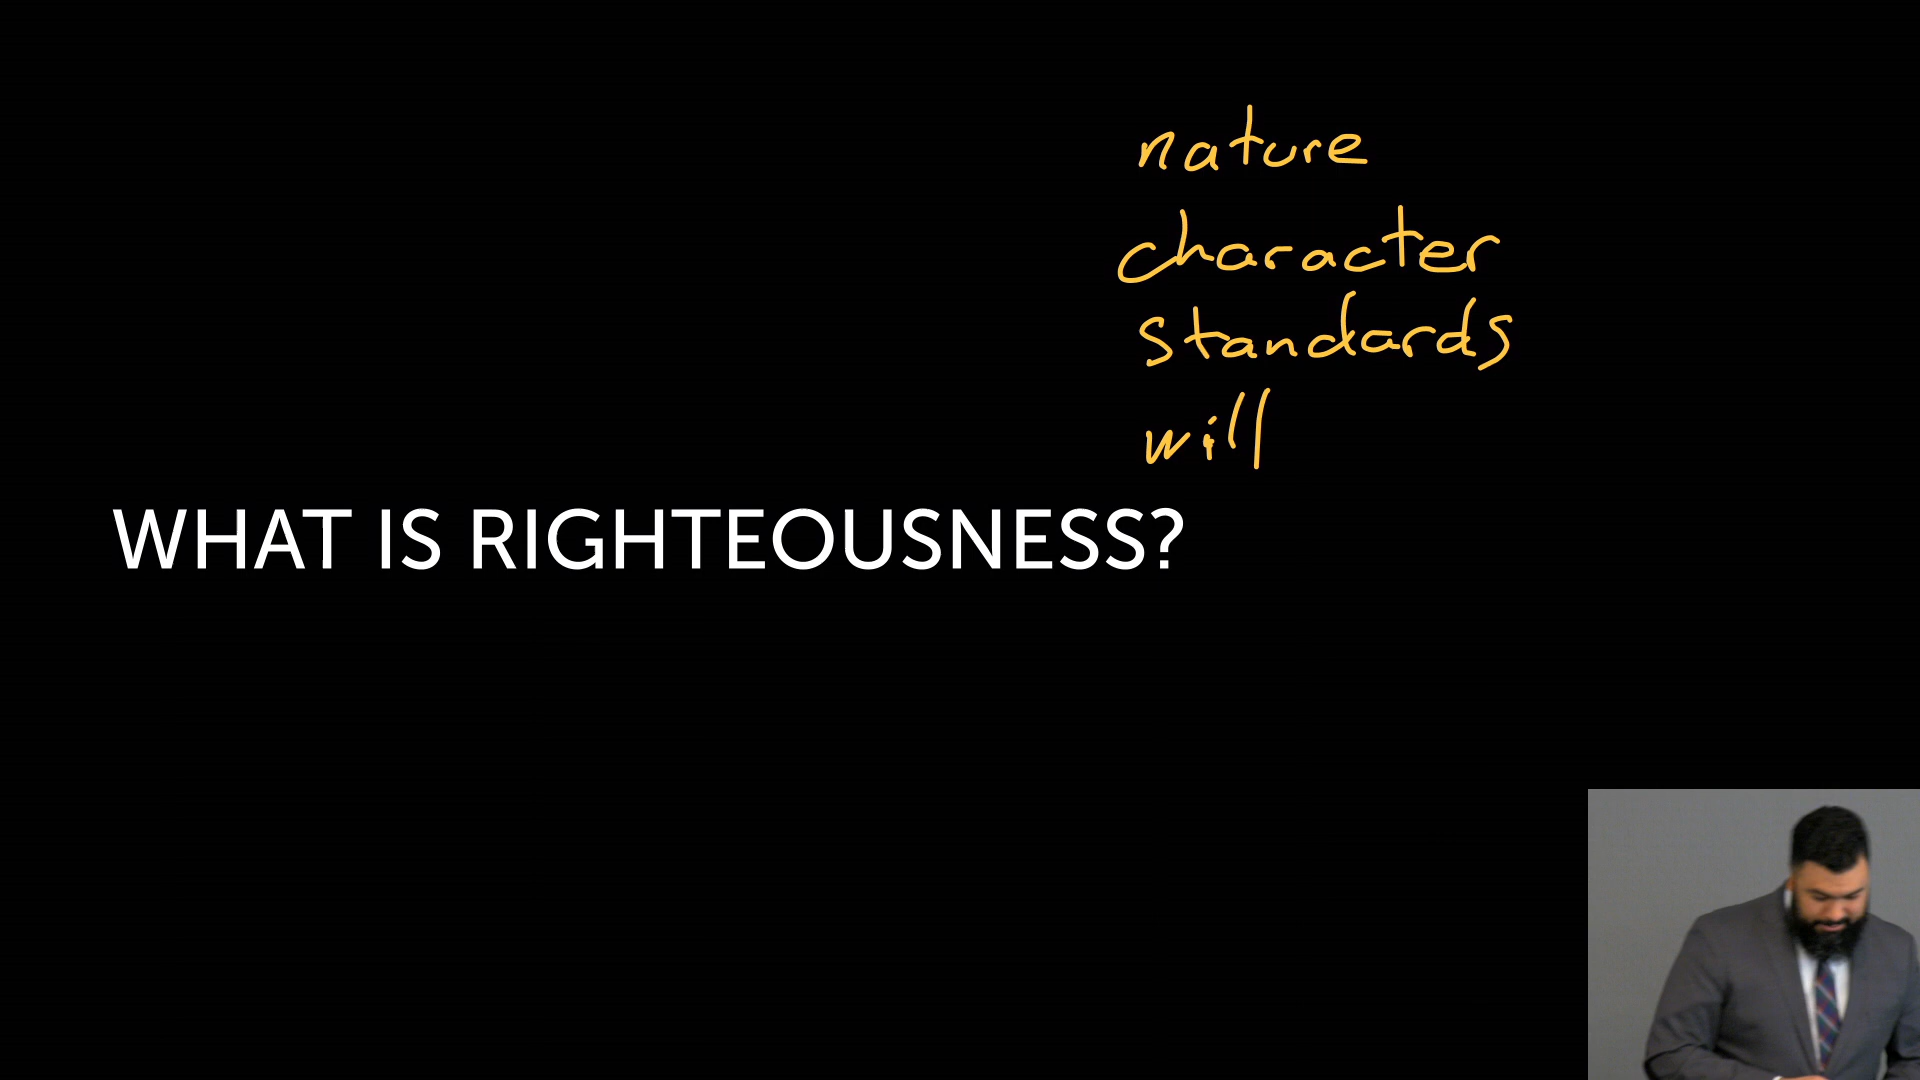 nature
character
standards
will
WHAT IS RIGHTEOUSNESS?